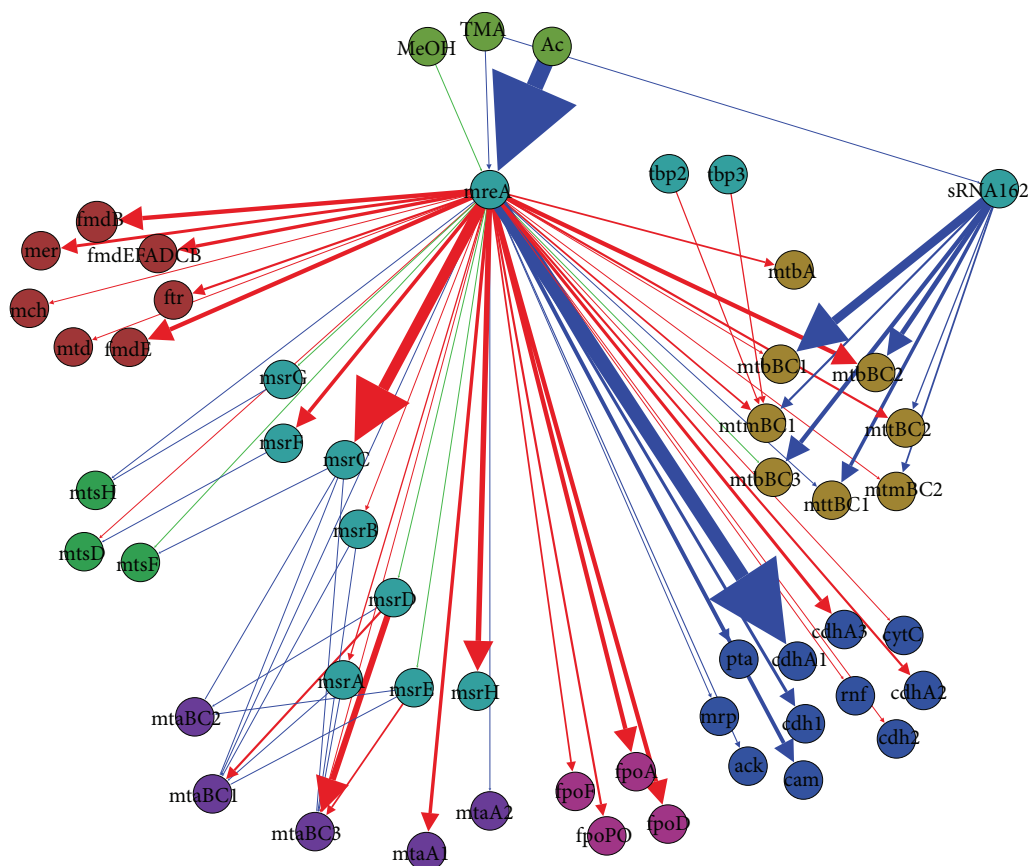 TMA
Ac
MeOH
tbp2
tbp3
mreA
sRNA162
fmdB
mer
fmdEFADCB
mtbA
mch
ftr
mtd
fmdE
mtbBC1
mtbBC2
msrG
mtmBC1
mttBC2
msrF
msrC
mtsH
mtbBC3
mttBC1
mtmBC2
msrB
mtsD
mtsF
msrD
cdhA3
cytC
pta
cdhA1
msrA
msrE
msrH
rnf
cdhA2
mtaBC2
mrp
cdh1
cdh2
ack
cam
fpoA
fpoF
mtaBC1
mtaA2
mtaBC3
fpoPO
fpoD
mtaA1